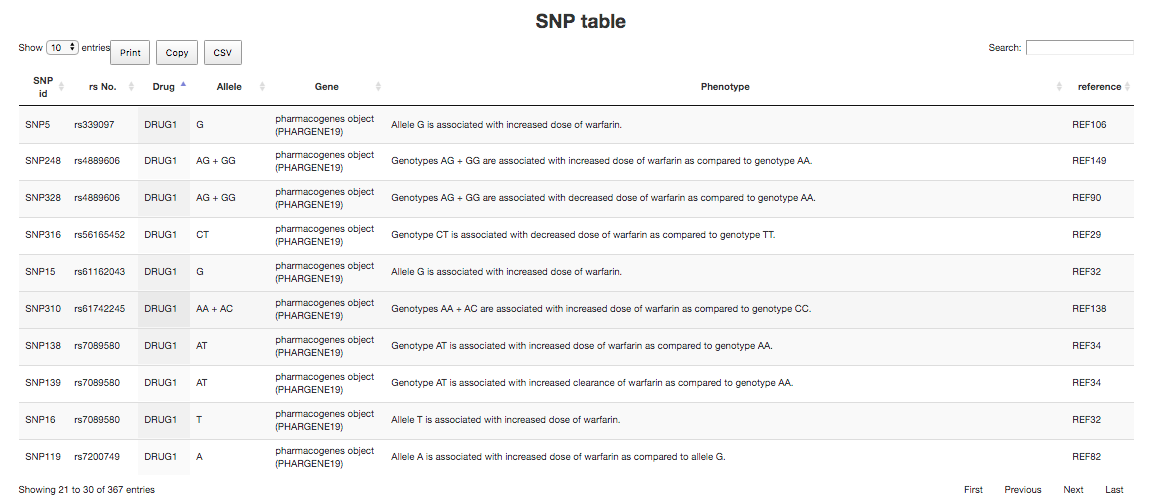 SNP table
Show 10 entries Print Copy CSV Search:
SNP id rs No. Drug Allele Gene Phenotype reference
SNP5 rs339097 DRUG1 G pharmacogenes object (PHARGENE19) Allele G is associated with increased dose of warfarin. REF106
SNP248 rs4889606 DRUG1 AG + GG pharmacogenes object (PHARGENE19) Genotypes AG + GG are associated with increased dose of warfarin as compared to genotype AA. REF149
SNP328 rs4889606 DRUG1 AG + GG pharmacogenes object (PHARGENE19) Genotypes AG + GG are associated with decreased dose of warfarin as compared to genotype AA. REF90
SNP316 rs56165452 DRUG1 CT pharmacogenes object (PHARGENE19) Genotype CT is associated with decreased dose of warfarin as compared to genotype TT. REF29
SNP15 rs61162043 DRUG1 G pharmacogenes object (PHARGENE19) Allele G is associated with increased dose of warfarin. REF32
SNP310 rs61742245 DRUG1 AA + AC pharmacogenes object (PHARGENE19) Genotypes AA + AC are associated with increased dose of warfarin as compared to genotype CC. REF138
SNP138 rs7089580 DRUG1 AT pharmacogenes object (PHARGENE19) Genotype AT is associated with increased dose of warfarin as compared to genotype AA. REF34
SNP139 rs7089580 DRUG1 AT pharmacogenes object (PHARGENE19) Genotype AT is associated with increased clearance of warfarin as compared to genotype AA. REF34
SNP16 rs7089580 DRUG1 T pharmacogenes object (PHARGENE19) Allele T is associated with increased dose of warfarin. REF32
SNP119 rs7200749 DRUG1 A pharmacogenes object (PHARGENE19) Allele A is associated with increased dose of warfarin as compared to allele G. REF82
Showing 21 to 30 of 367 entries First Previous Next Last